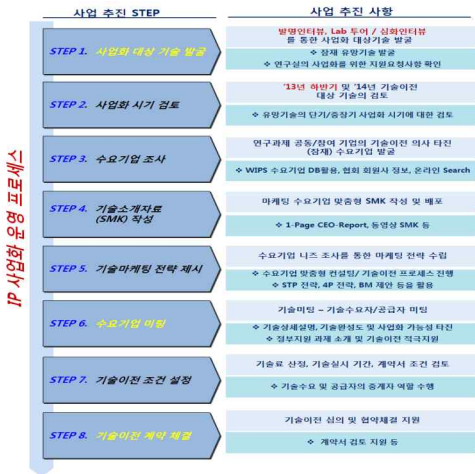 사업 추진 STEP
사업 추진 사항
IP 사업화 운영 프로세스
STEP 1. 사업화 대상 기술 발굴
발명인터뷰, Lab 투어 / 심화인터뷰
를 통한 사업화 대상기술 발굴
❖ 잠재 유망기술 발굴
❖ 연구실의 사업화를 위한 지원요청사항 확인
STEP 2. 사업화 시기 검토
'13년 하반기 및 '14년 기술이전
대상 기술의 검토
❖ 유망기술의 단기/중장기 사업화 시기에 대한 검토
STEP 3. 수요기업 조사
연구과제 공동/참여 기업의 기술이전 의사 타진
(잠재) 수요기업 발굴
❖ WIPS 수요기업 DB활용, 협회 회원사 정보, 온라인 Search
STEP 4. 기술소개자료
(SMK) 작성
마케팅 수요기업 맞춤형 SMK 작성 및 배포
❖ 1-Page CEO-Report, 동영상 SMK 등
STEP 5. 기술마케팅 전략 제시
수요기업 니즈 조사를 통한 마케팅 전략 수립
❖ 수요기업 맞춤형 컨설팅/ 기술이전 프로세스 진행
❖ STP 전략, 4P 전략, BM 제안 등을 활용
STEP 6. 수요기업 미팅
기술미팅 – 기술수요자/공급자 미팅
❖ 기술상세설명, 기술완성도 및 사업화 가능성 타진
❖ 정부지원 과제 소개 및 기술이전 적극지원
STEP 7. 기술이전 조건 설정
기술료 산정, 기술실시 기간, 계약서 조건 검토
❖ 기술수요 및 공급자의 중계자 역할 수행
STEP 8. 기술이전 계약 체결
기술이전 심의 및 협약체결 지원
❖ 계약서 검토 지원 등